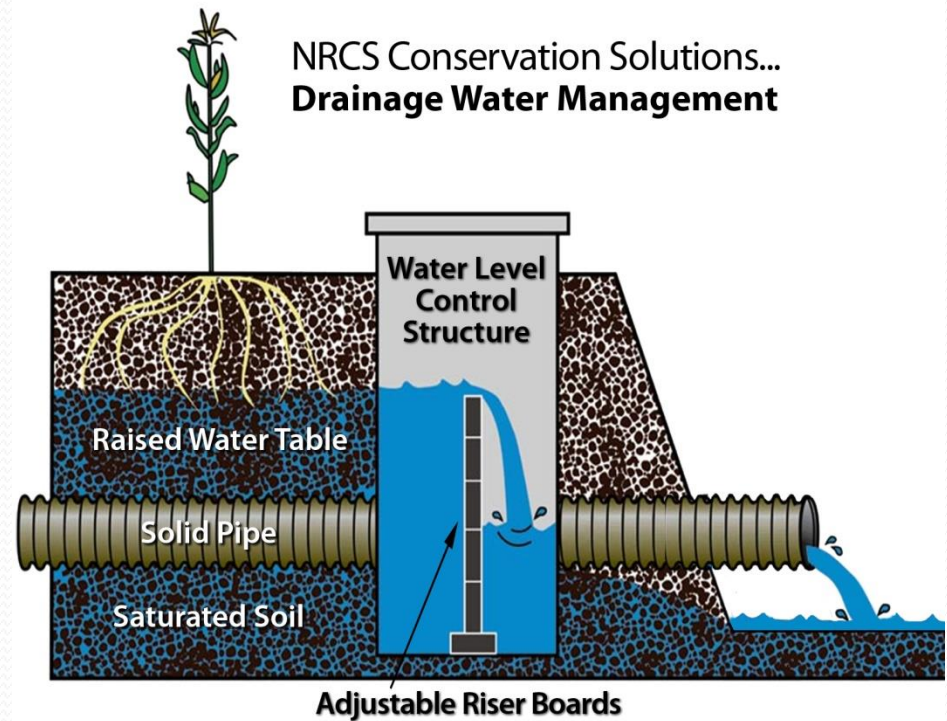 NRCS Conservation Solutions...
Drainage Water Management
Water Level
Control
Structure
Raised Water Table
Solid Pipe
Saturated Soil
Adjustable Riser Boards